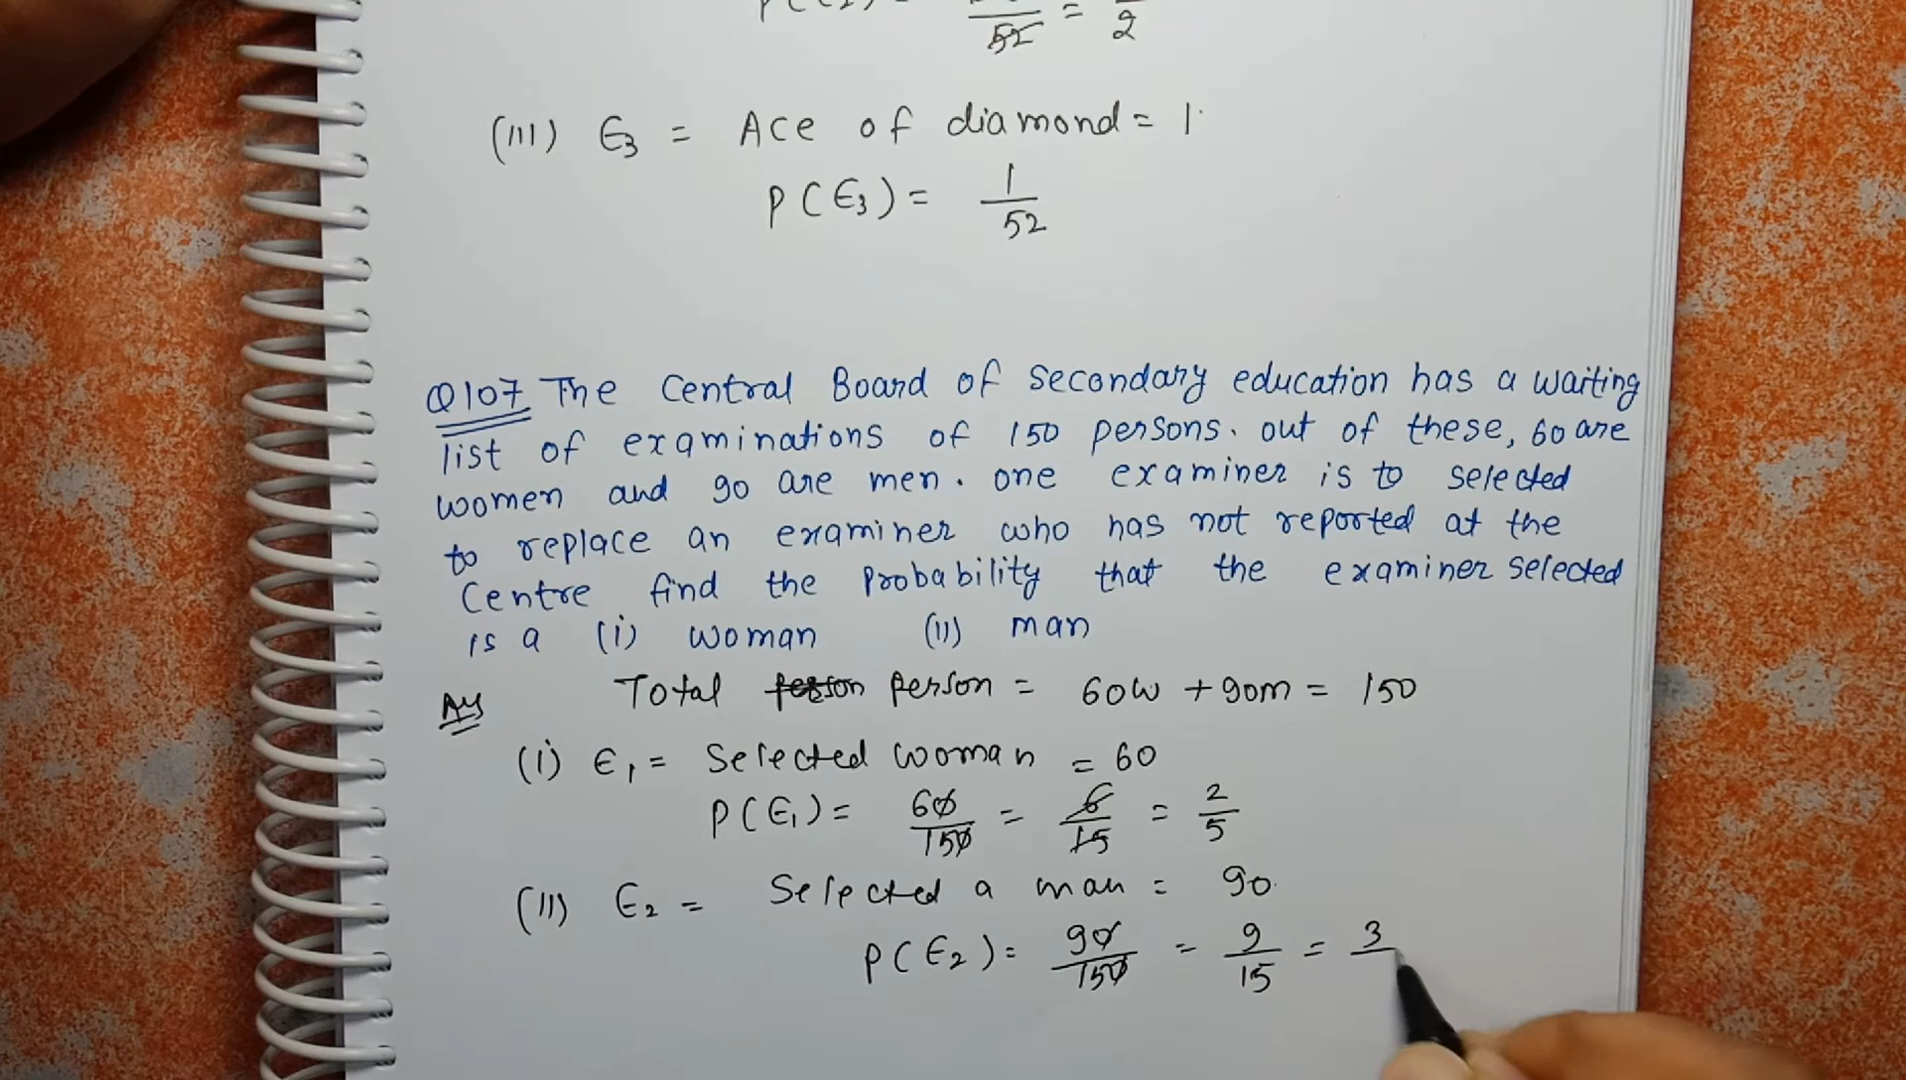 52 = 2
(III) E3 = Ace of diamond = 1.
P(E3) = 1/52
Q107 The Central Board of secondary education has a waiting
list of examinations of 150 persons. out of these, 60 are
women and 90 are men. one examiner is to selected
to replace an examiner who has not reported at the
Centre find the Probability that the examiner selected
is a (i) woman (II) man
Total person person = 60w + 90m = 150
(I) E1 = Selected woman = 60
P(E1) = 60/150 = 6/15 = 2/5
(II) E2 = Selected a man = 90.
P(E2) = 90/150 = 9/15 = 3